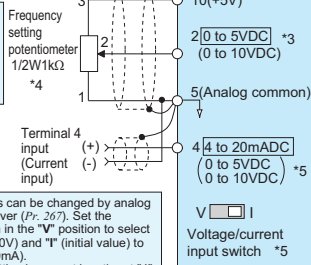 3
10(+5V)
Frequency
setting
potentiometer
1/2W1kΩ
*4
2
2 0 to 5VDC *3
(0 to 10VDC)
1
5(Analog common)
Terminal 4
input (+)
(Current (-)
input)
4 4 to 20mADC
(0 to 5VDC
0 to 10VDC) *5
s can be changed by analog
ver (Pr. 267). Set the
in the "V" position to select
0V) and "I" (initial value) to
mA).
V I
Voltage/current
input switch *5